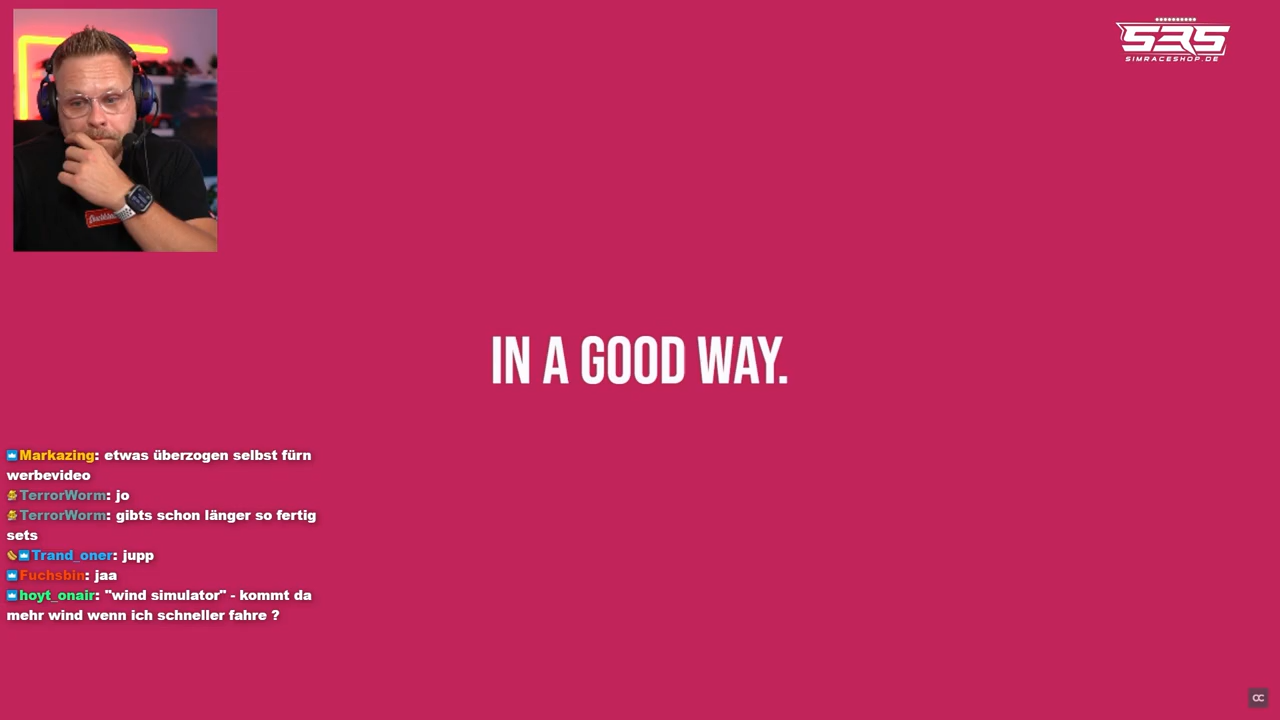 SRS
SIMRACESHOP.DE
IN A GOOD WAY.
Markazing: etwas überzogen selbst fürn
werbevideo
TerrorWorm: jo
TerrorWorm: gibts schon länger so fertig
sets
Trand_oner: jupp
Fuchsbin: jaa
hoyt_onair: "wind simulator" - kommt da
mehr wind wenn ich schneller fahre ?
CC